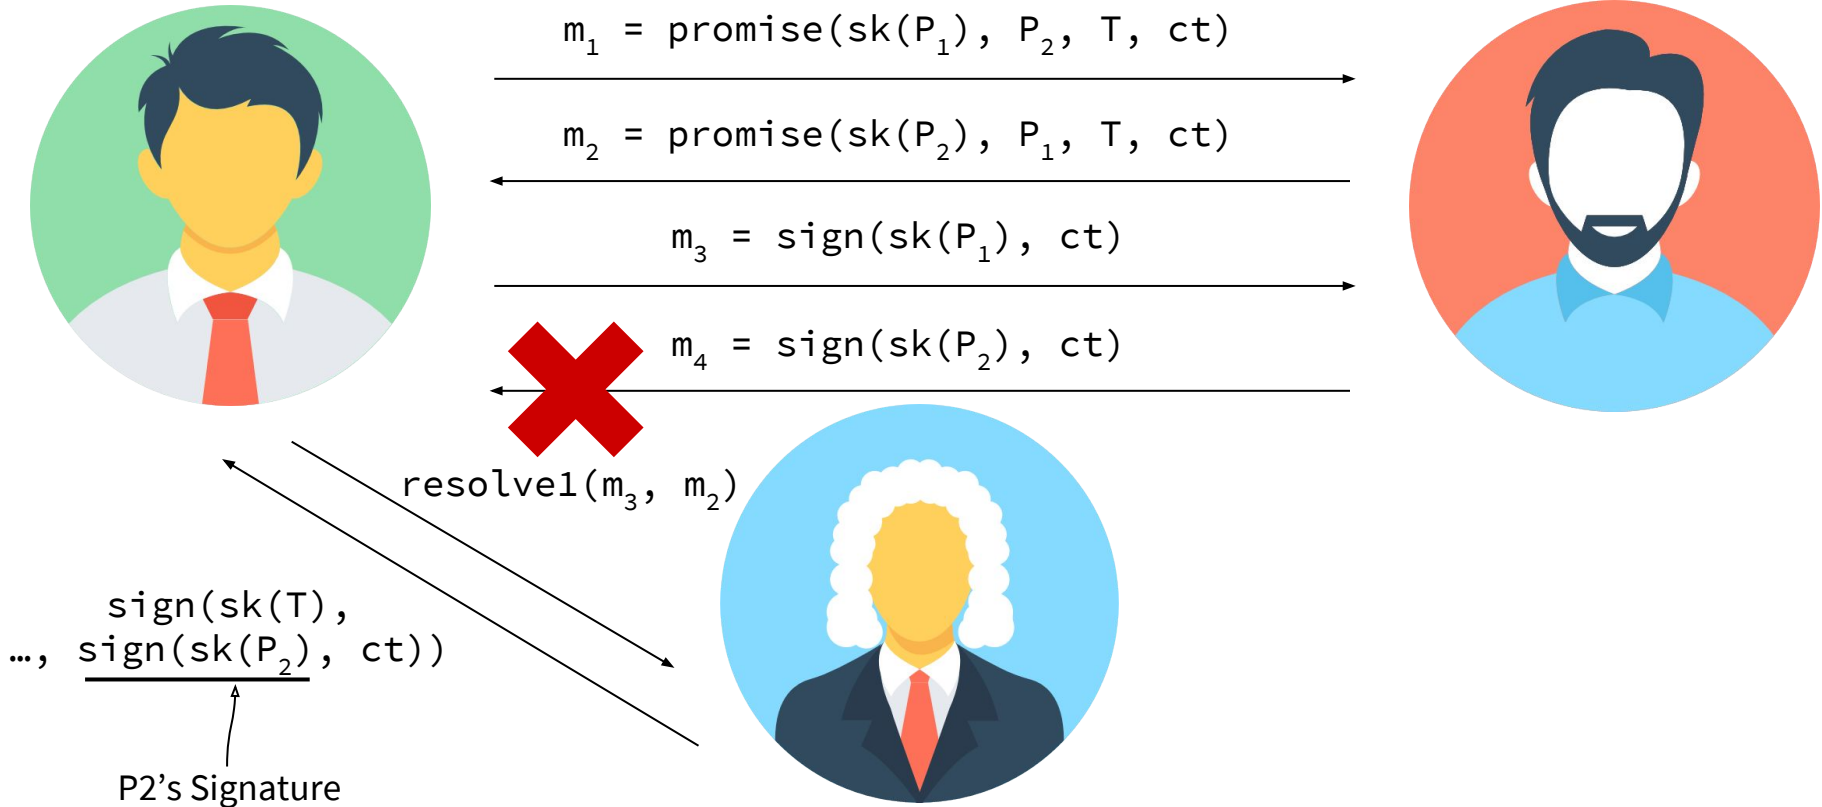 m₁ = promise(sk(P₁), P₂, T, ct)
m₂ = promise(sk(P₂), P₁, T, ct)
m₃ = sign(sk(P₁), ct)
m₄ = sign(sk(P₂), ct)
resolve1(m₃, m₂)
sign(sk(T),
…, sign(sk(P₂), ct))
P2’s Signature